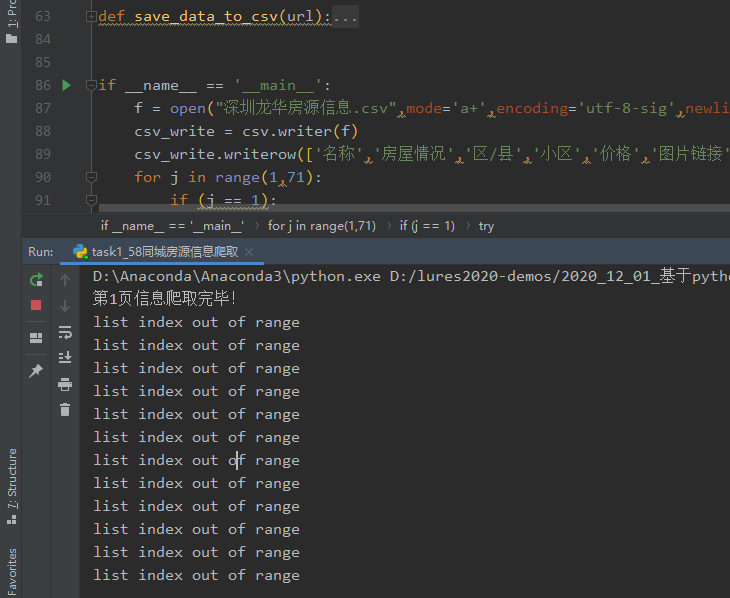 1: Pro
63 def save_data_to_csv(url):...
84
85
86 if __name__ == '__main__':
87 f = open("深圳龙华房源信息.csv",mode='a+',encoding='utf-8-sig',newli
88 csv_write = csv.writer(f)
89 csv_write.writerow(['名称','房屋情况','区/县','小区','价格','图片链接'
90 for j in range(1,71):
91 if (j == 1):
if __name__ == '__main__' › for j in range(1,71) › if (j == 1) › try
Run: task1_58同城房源信息爬取 ×
D:\Anaconda\Anaconda3\python.exe D:/lures2020-demos/2020_12_01_基于pytho
第1页信息爬取完毕!
list index out of range
list index out of range
list index out of range
list index out of range
list index out of range
list index out of range
list index out of range
list index out of range
list index out of range
list index out of range
list index out of range
list index out of range
7: Structure
Favorites